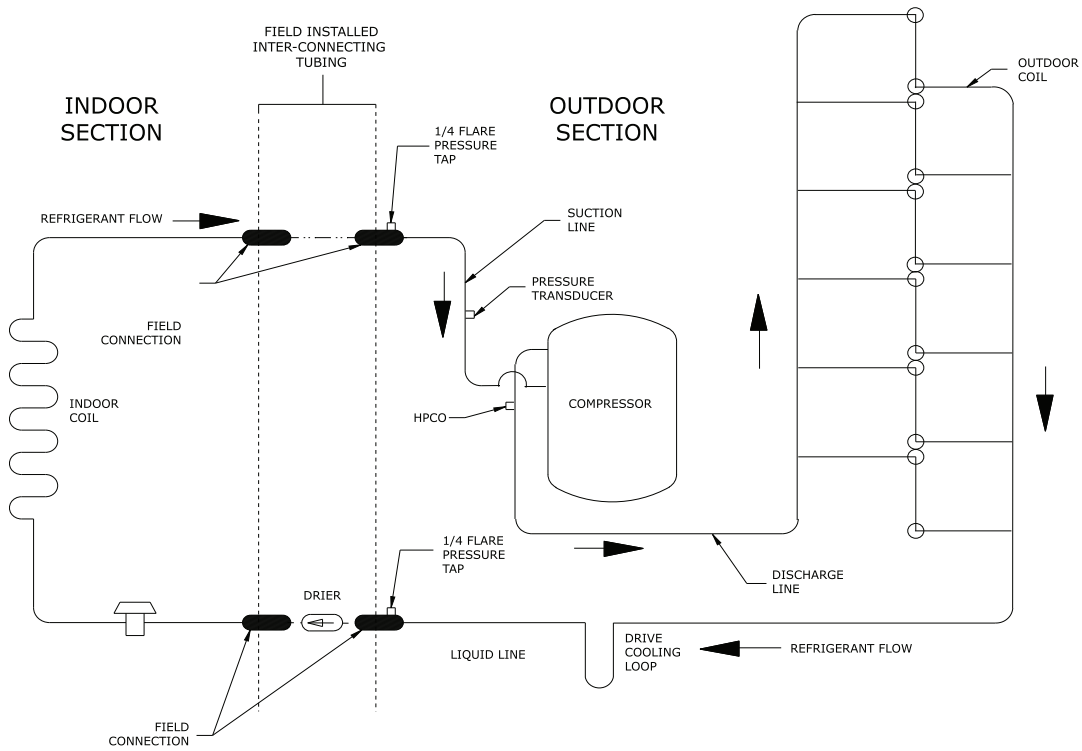 FIELD INSTALLED
INTER-CONNECTING
TUBING
INDOOR
SECTION
OUTDOOR
SECTION
OUTDOOR
COIL
1/4 FLARE
PRESSURE
TAP
REFRIGERANT FLOW
SUCTION
LINE
PRESSURE
TRANSDUCER
FIELD
CONNECTION
INDOOR
COIL
HPCO
COMPRESSOR
1/4 FLARE
PRESSURE
TAP
DISCHARGE
LINE
DRIER
LIQUID LINE
DRIVE
COOLING
LOOP
REFRIGERANT FLOW
FIELD
CONNECTION